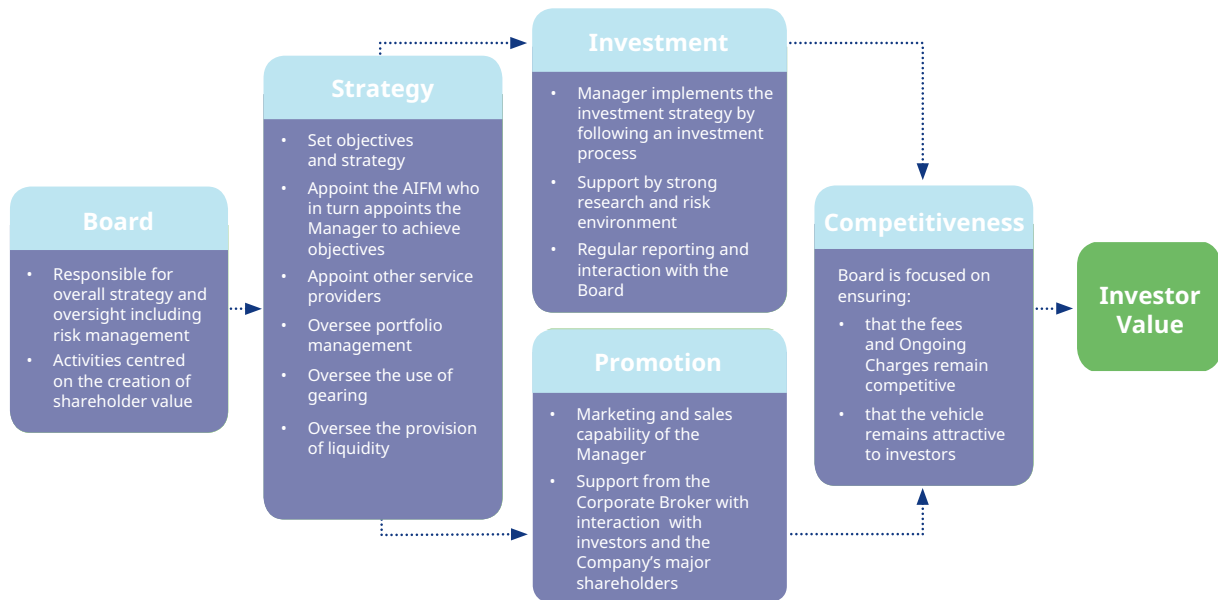 Board
• Responsible for
overall strategy and
oversight including
risk management
• Activities centred
on the creation of
shareholder value
Strategy
• Set objectives
and strategy
• Appoint the AIFM who
in turn appoints the
Manager to achieve
objectives
• Appoint other service
providers
• Oversee portfolio
management
• Oversee the use of
gearing
• Oversee the provision
of liquidity
Investment
• Manager implements the
investment strategy by
following an investment
process
• Support by strong
research and risk
environment
• Regular reporting and
interaction with the
Board
Promotion
• Marketing and sales
capability of the
Manager
• Support from the
Corporate Broker with
interaction with
investors and the
Company’s major
shareholders
Competitiveness
Board is focused on
ensuring:
• that the fees
and Ongoing
Charges remain
competitive
• that the vehicle
remains attractive
to investors
Investor
Value